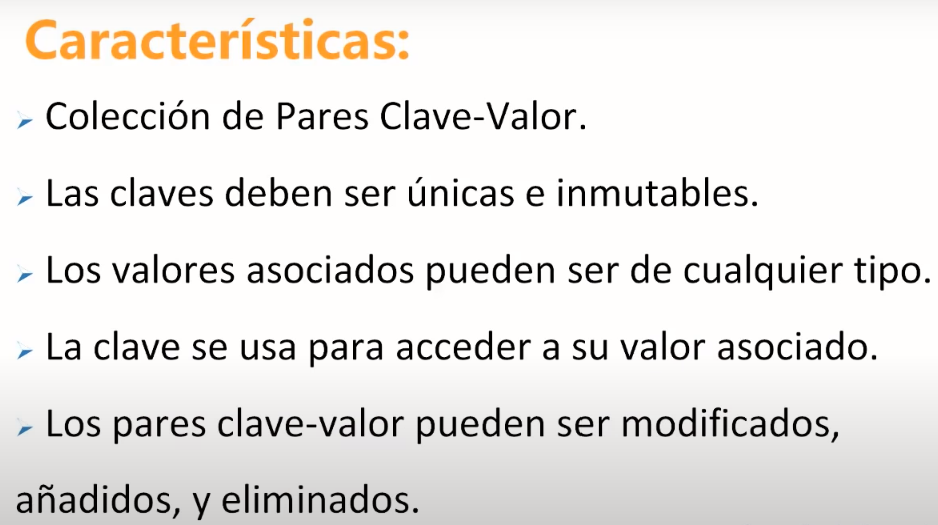 Características:
Colección de Pares Clave-Valor.
Las claves deben ser únicas e inmutables.
Los valores asociados pueden ser de cualquier tipo.
La clave se usa para acceder a su valor asociado.
Los pares clave-valor pueden ser modificados,
añadidos, y eliminados.